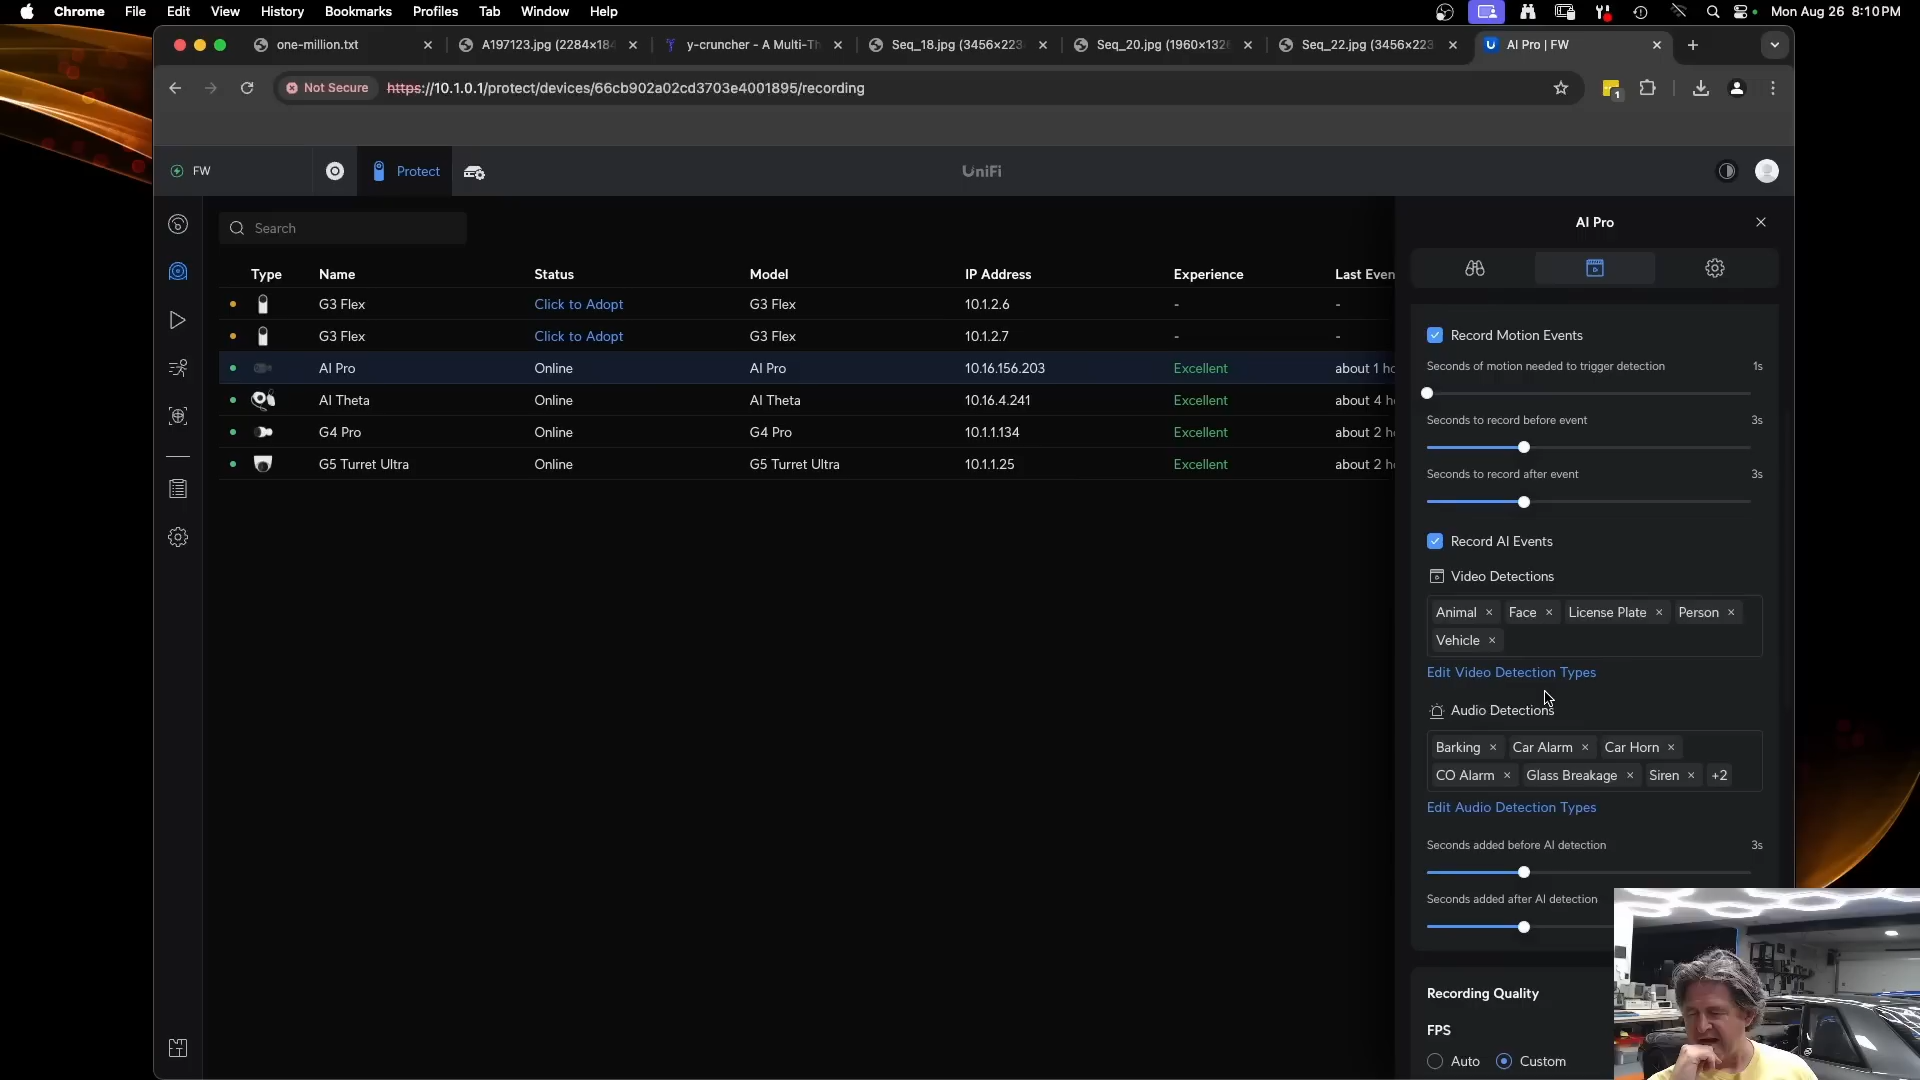 Chrome File Edit View History Bookmarks Profiles Tab Window Help Mon Aug 26 8:10 PM
one-million.txt A197123.jpg (2284×184 y-cruncher - A Multi-Th Seq_18.jpg (3456×223 Seq_20.jpg (1960×132 Seq_22.jpg (3456×223 AI Pro | FW
Not Secure https://10.1.0.1/protect/devices/66cb902a02cd3703e4001895/recording 1
FW Protect UniFi
Search
AI Pro
Type Name Status Model IP Address Experience Last Even
G3 Flex Click to Adopt G3 Flex 10.1.2.6 - -
G3 Flex Click to Adopt G3 Flex 10.1.2.7 - -
AI Pro Online AI Pro 10.16.156.203 Excellent about 1 ho
AI Theta Online AI Theta 10.16.4.241 Excellent about 4 h
G4 Pro Online G4 Pro 10.1.1.134 Excellent about 2 h
G5 Turret Ultra Online G5 Turret Ultra 10.1.1.25 Excellent about 2 h
Record Motion Events
Seconds of motion needed to trigger detection 1s
Seconds to record before event 3s
Seconds to record after event 3s
Record AI Events
Video Detections
Animal × Face × License Plate × Person ×
Vehicle ×
Edit Video Detection Types
Audio Detections
Barking × Car Alarm × Car Horn ×
CO Alarm × Glass Breakage × Siren × +2
Edit Audio Detection Types
Seconds added before AI detection 3s
Seconds added after AI detection
Recording Quality
FPS
Auto Custom